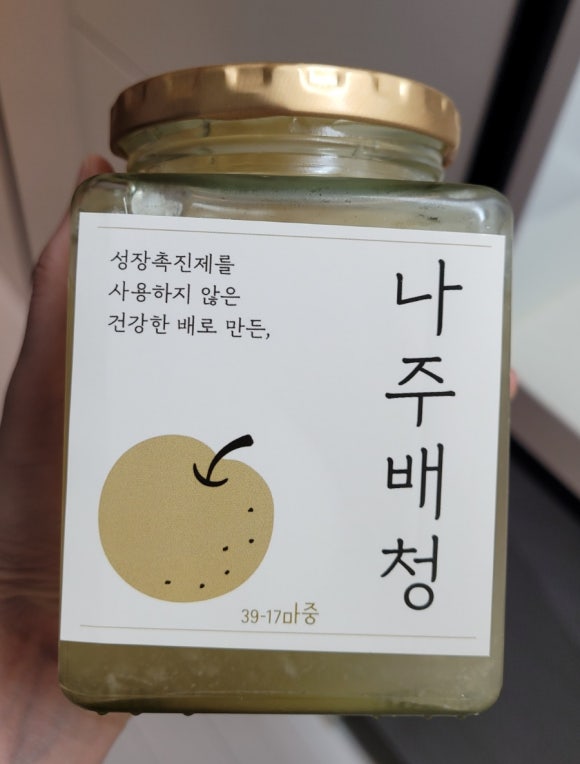 성장촉진제를
사용하지 않은
건강한 배로 만든,
나주배청
39-17마중